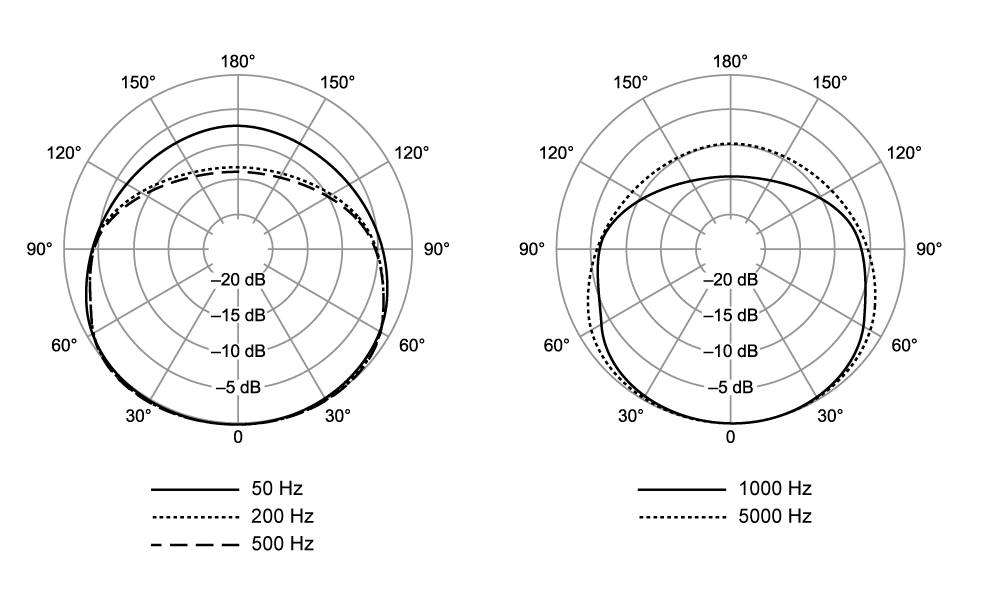 180°
150° 150°
120° 120°
90° 90°
–20 dB
–15 dB
60° 60°
–10 dB
–5 dB
30° 30°
0
50 Hz
200 Hz
500 Hz
180°
150° 150°
120° 120°
90° 90°
–20 dB
–15 dB
60° 60°
–10 dB
–5 dB
30° 30°
0
1000 Hz
5000 Hz